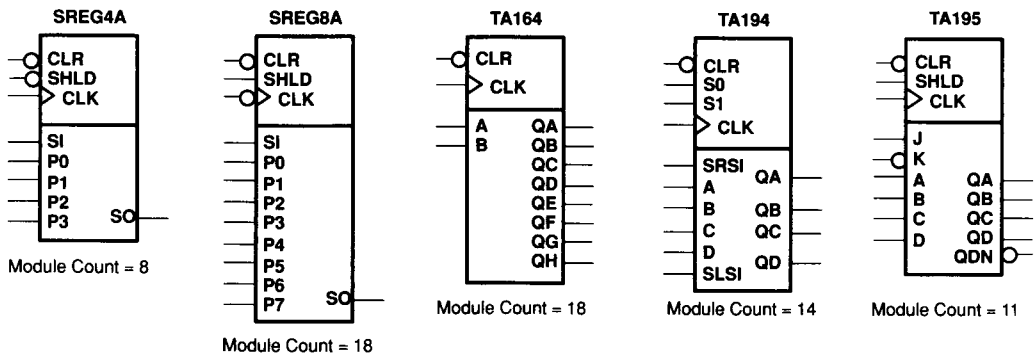 SREG4A
CLR
SHLD
CLK
SI
P0
P1
P2
P3
SO
Module Count = 8
SREG8A
CLR
SHLD
CLK
SI
P0
P1
P2
P3
P4
P5
P6
P7
SO
Module Count = 18
TA164
CLR
CLK
A QA
B QB
QC
QD
QE
QF
QG
QH
Module Count = 18
TA194
CLR
S0
S1
CLK
SRSI
A QA
B QB
C QC
D QD
SLSI
Module Count = 14
TA195
CLR
SHLD
CLK
J
K
A QA
B QB
C QC
D QD
QDN
Module Count = 11